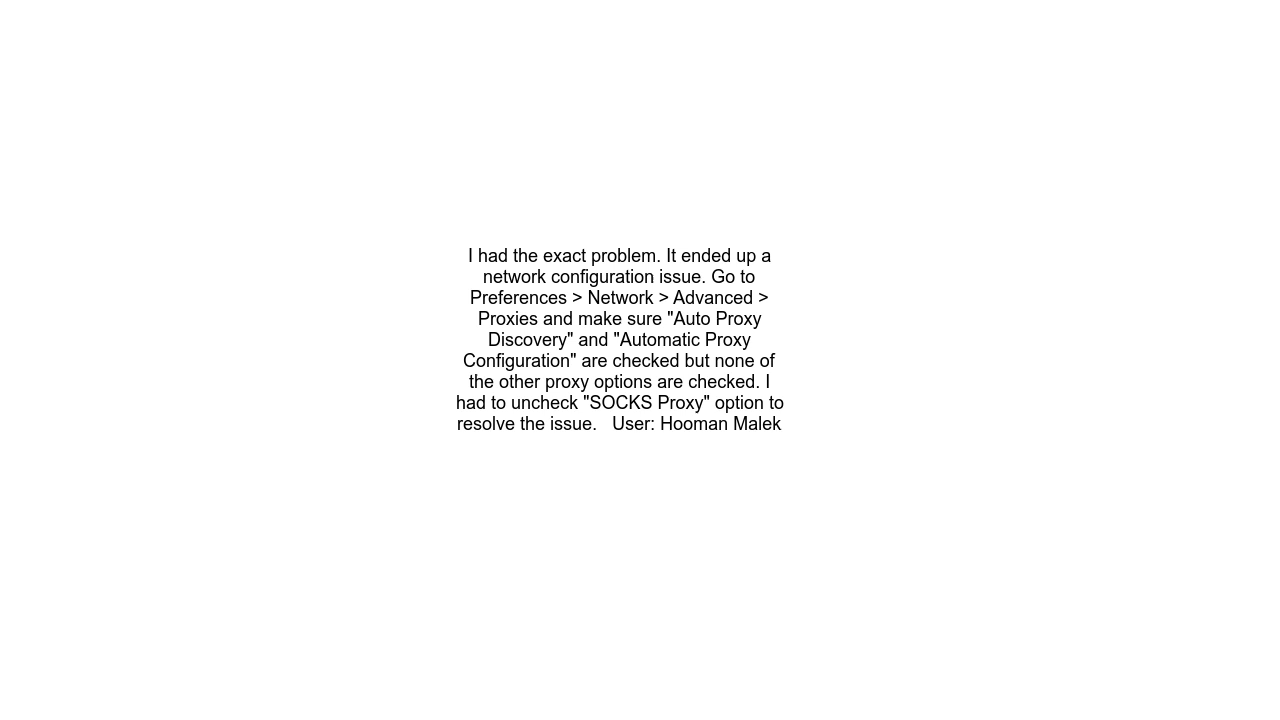 I had the exact problem. It ended up a
network configuration issue. Go to
Preferences > Network > Advanced >
Proxies and make sure "Auto Proxy
Discovery" and "Automatic Proxy
Configuration" are checked but none of
the other proxy options are checked. I
had to uncheck "SOCKS Proxy" option to
resolve the issue.   User: Hooman Malek